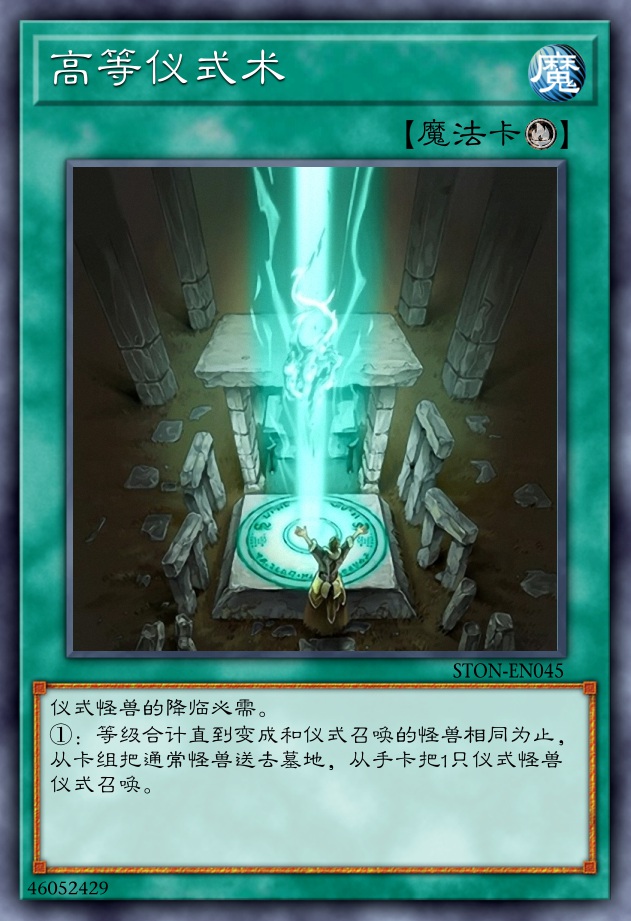 高等仪式术
魔
【魔法卡】
STON-EN045
仪式怪兽的降临必需。
①：等级合计直到变成和仪式召唤的怪兽相同为止，
从卡组把通常怪兽送去墓地，从手卡把1只仪式怪兽
仪式召唤。
46052429